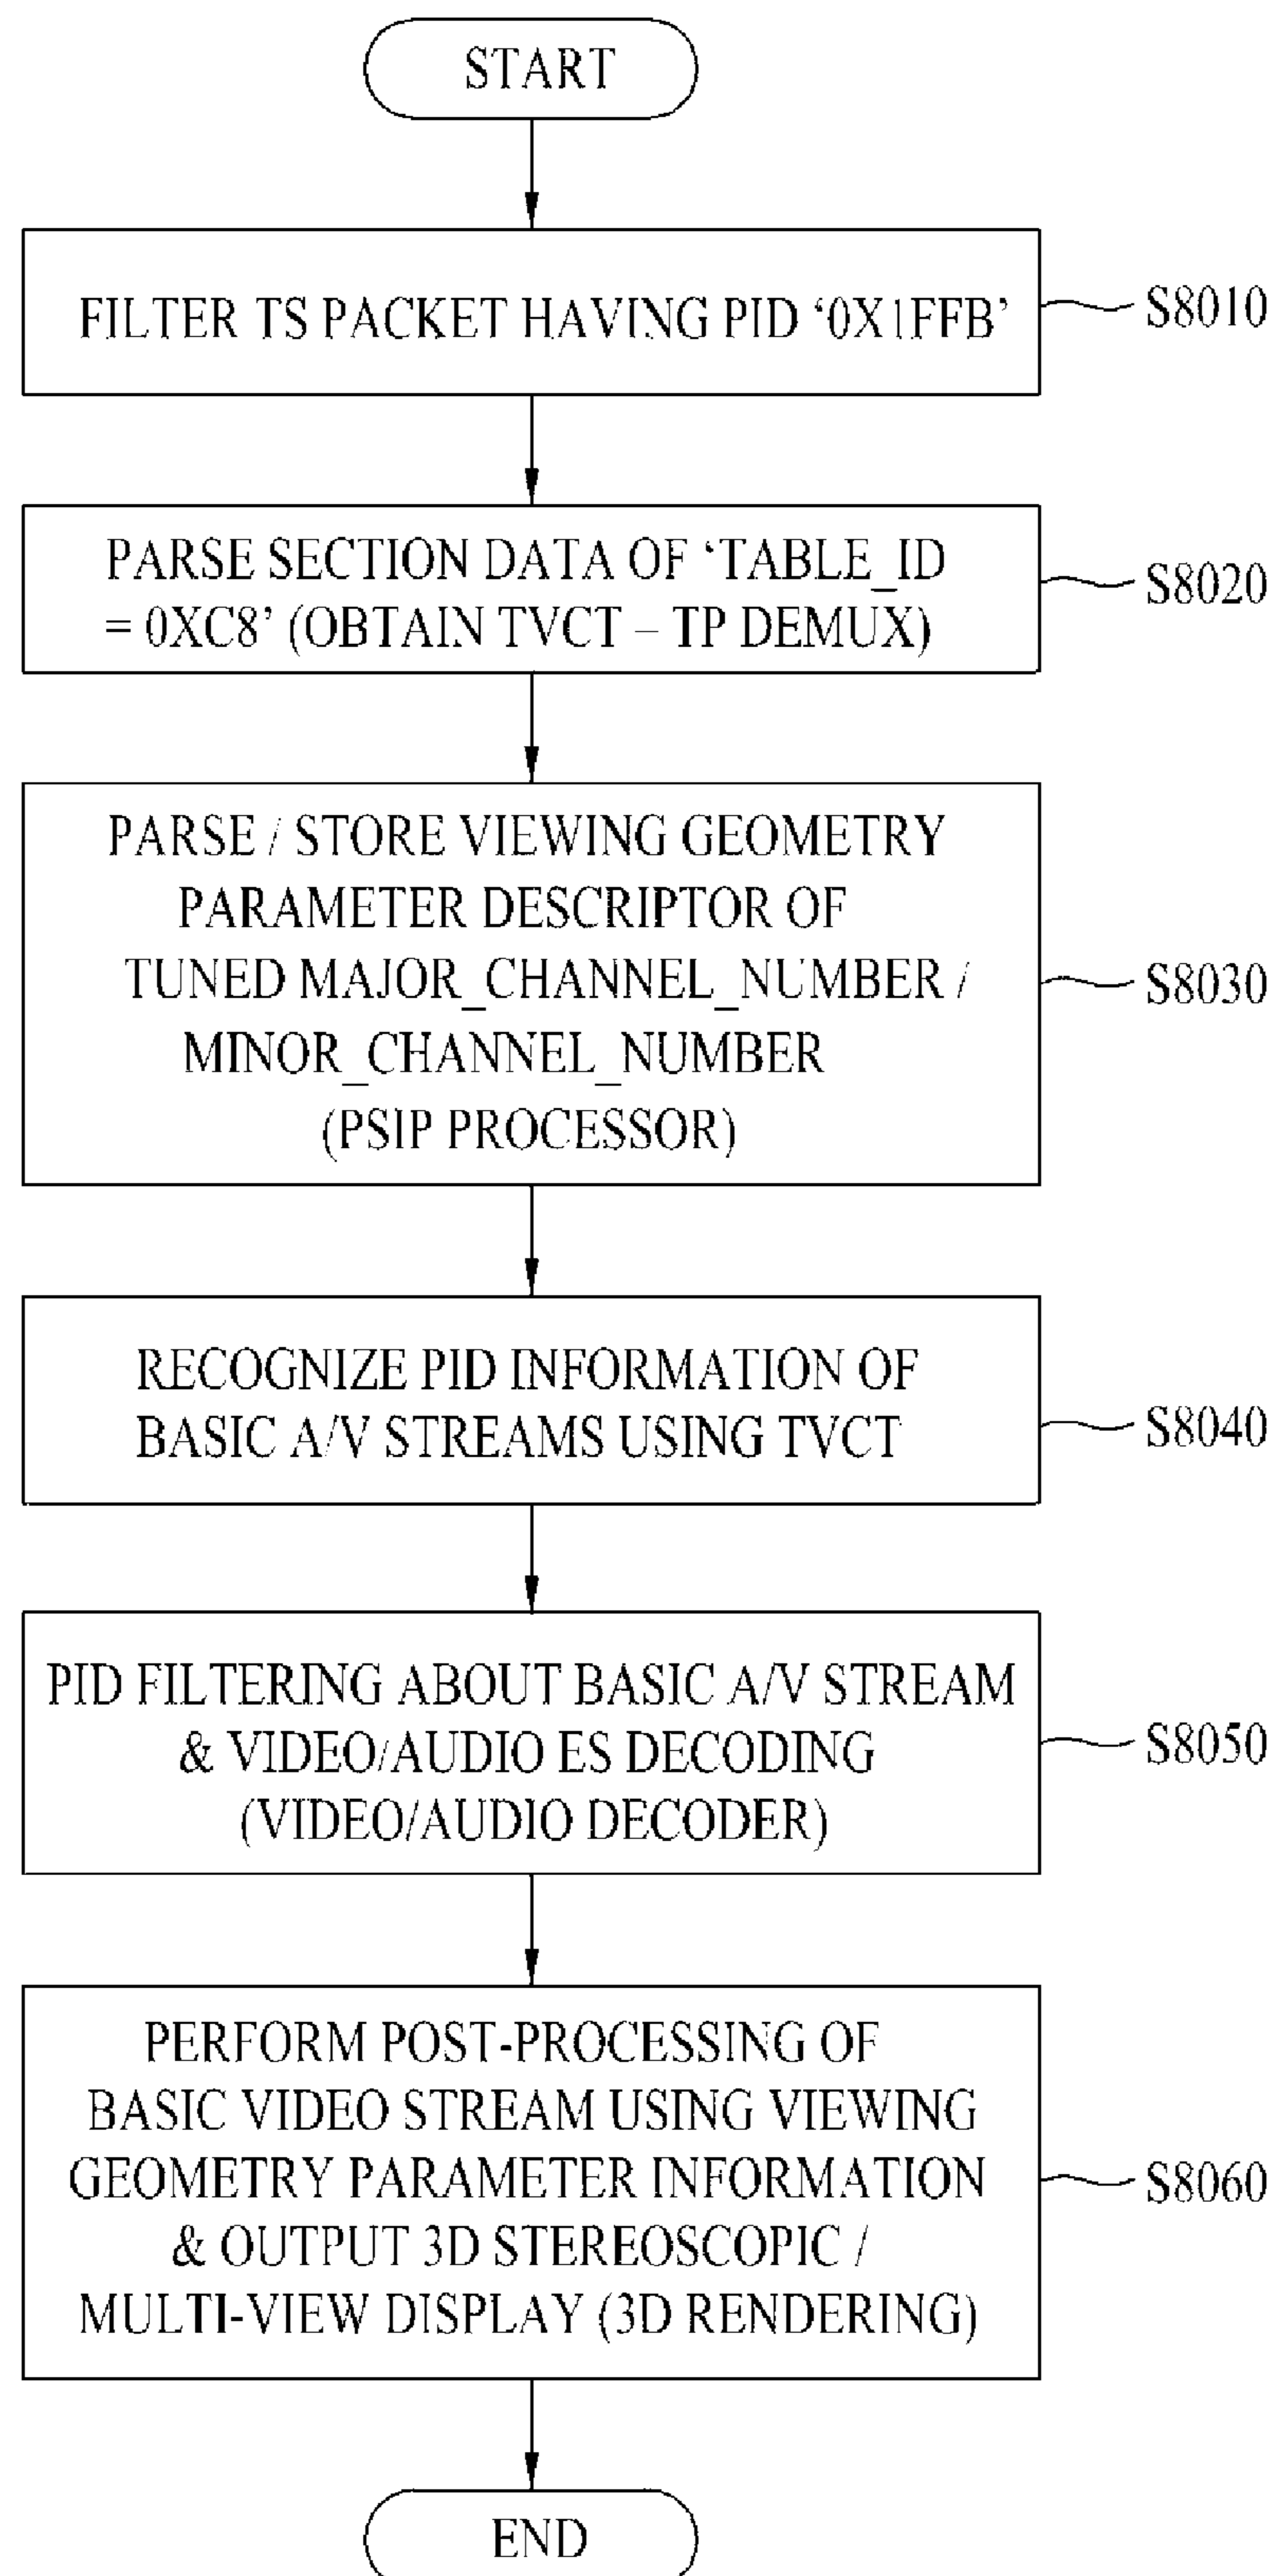 START
FILTER TS PACKET HAVING PID ‘0X1FFB’
S8010
PARSE SECTION DATA OF ‘TABLE_ID
= 0XC8’ (OBTAIN TVCT – TP DEMUX)
S8020
PARSE / STORE VIEWING GEOMETRY
PARAMETER DESCRIPTOR OF
TUNED MAJOR_CHANNEL_NUMBER /
MINOR_CHANNEL_NUMBER
(PSIP PROCESSOR)
S8030
RECOGNIZE PID INFORMATION OF
BASIC A/V STREAMS USING TVCT
S8040
PID FILTERING ABOUT BASIC A/V STREAM
& VIDEO/AUDIO ES DECODING
(VIDEO/AUDIO DECODER)
S8050
PERFORM POST-PROCESSING OF
BASIC VIDEO STREAM USING VIEWING
GEOMETRY PARAMETER INFORMATION
& OUTPUT 3D STEREOSCOPIC /
MULTI-VIEW DISPLAY (3D RENDERING)
S8060
END